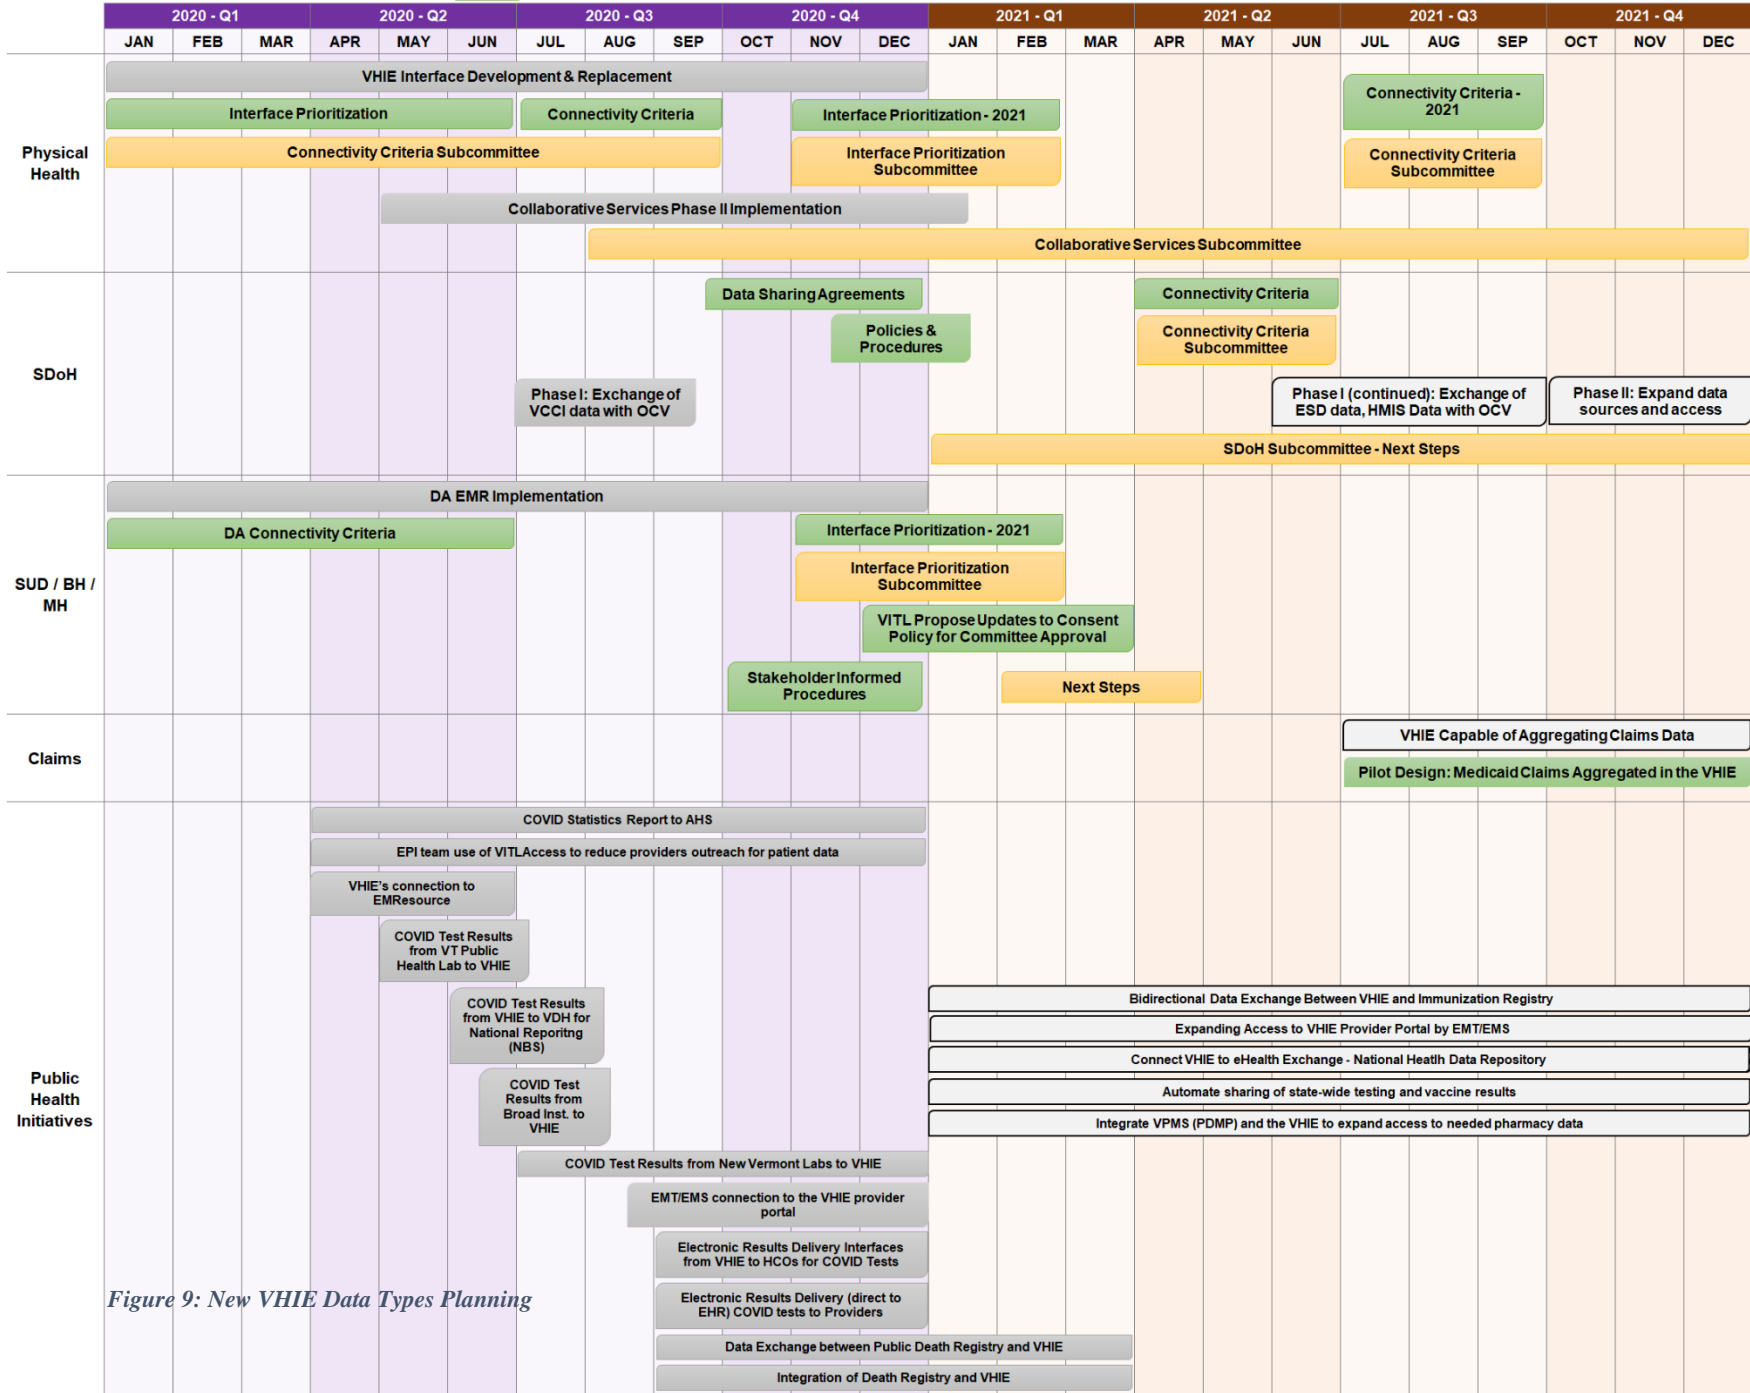 2020 - Q1 2020 - Q2 2020 - Q3 2020 - Q4 2021 - Q1 2021 - Q2 2021 - Q3 2021 - Q4
JAN FEB MAR APR MAY JUN JUL AUG SEP OCT NOV DEC JAN FEB MAR APR MAY JUN JUL AUG SEP OCT NOV DEC
Physical
Health
VHIE Interface Development & Replacement
Interface Prioritization
Connectivity Criteria
Interface Prioritization - 2021
Connectivity Criteria -
2021
Connectivity Criteria Subcommittee
Interface Prioritization
Subcommittee
Connectivity Criteria
Subcommittee
Collaborative Services Phase II Implementation
Collaborative Services Subcommittee
SDoH
Data Sharing Agreements
Connectivity Criteria
Policies &
Procedures
Connectivity Criteria
Subcommittee
Phase I: Exchange of
VCCI data with OCV
Phase I (continued): Exchange of
ESD data, HMIS Data with OCV
Phase II: Expand data
sources and access
SDoH Subcommittee - Next Steps
SUD / BH /
MH
DA EMR Implementation
DA Connectivity Criteria
Interface Prioritization - 2021
Interface Prioritization
Subcommittee
VITL Propose Updates to Consent
Policy for Committee Approval
Stakeholder Informed
Procedures
Next Steps
Claims
VHIE Capable of Aggregating Claims Data
Pilot Design: Medicaid Claims Aggregated in the VHIE
Public
Health
Initiatives
COVID Statistics Report to AHS
EPI team use of VITLAccess to reduce providers outreach for patient data
VHIE's connection to
EMResource
COVID Test Results
from VT Public
Health Lab to VHIE
COVID Test Results
from VHIE to VDH for
National Reporitng
(NBS)
COVID Test
Results from
Broad Inst. to
VHIE
Bidirectional Data Exchange Between VHIE and Immunization Registry
Expanding Access to VHIE Provider Portal by EMT/EMS
Connect VHIE to eHealth Exchange - National Heatlh Data Repository
Automate sharing of state-wide testing and vaccine results
Integrate VPMS (PDMP) and the VHIE to expand access to needed pharmacy data
COVID Test Results from New Vermont Labs to VHIE
EMT/EMS connection to the VHIE provider
portal
Electronic Results Delivery Interfaces
from VHIE to HCOs for COVID Tests
Electronic Results Delivery (direct to
EHR) COVID tests to Providers
Data Exchange between Public Death Registry and VHIE
Integration of Death Registry and VHIE
Figure 9: New VHIE Data Types Planning